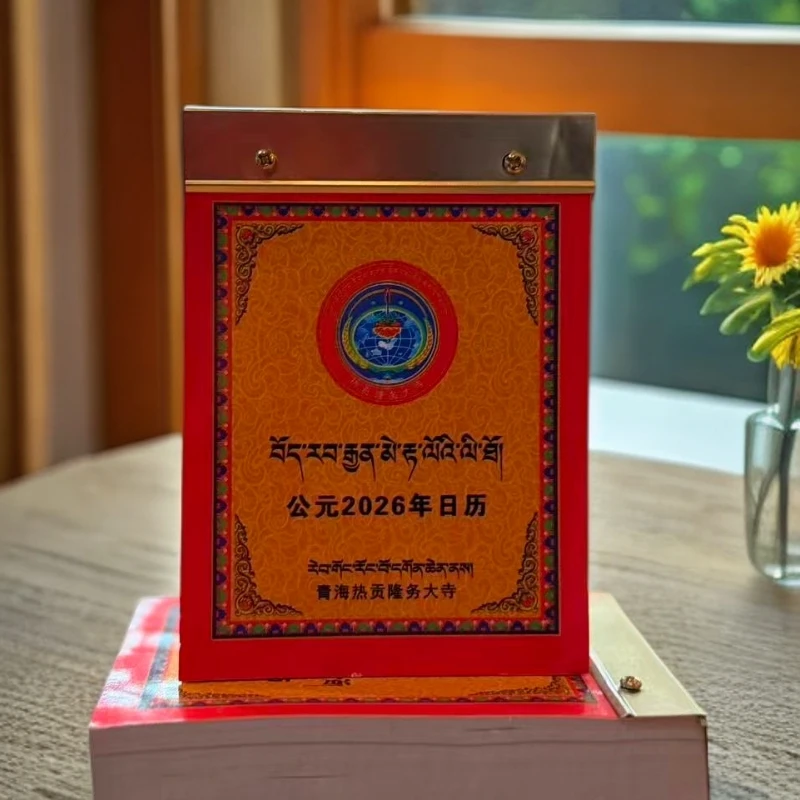 བོད་རབ་རྒྱན་མེ་རྟ་ལོའི་ལི་ཐོ།
公元2026年日历
རེབ་གོང་རོང་བོ་དགོན་ཆེན་ནས།
青海热贡隆务大寺